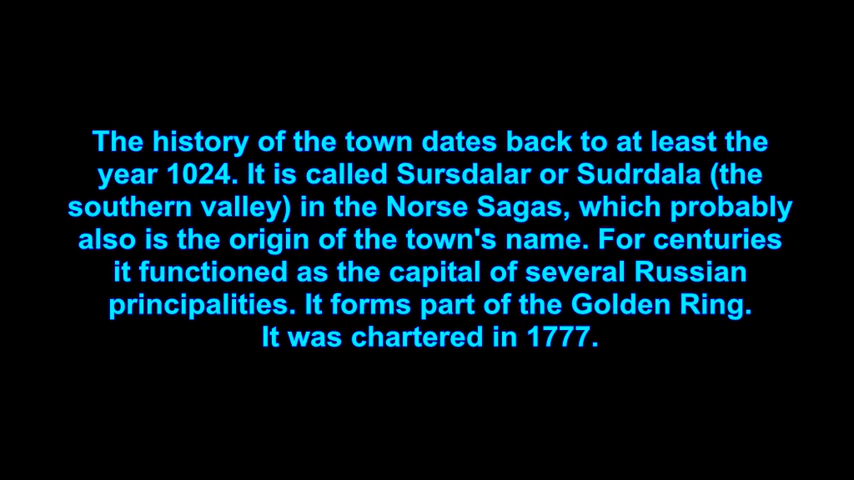 The history of the town dates back to at least the
year 1024. It is called Sursdalar or Sudrdala (the
southern valley) in the Norse Sagas, which probably
also is the origin of the town's name. For centuries
it functioned as the capital of several Russian
principalities. It forms part of the Golden Ring.
It was chartered in 1777.